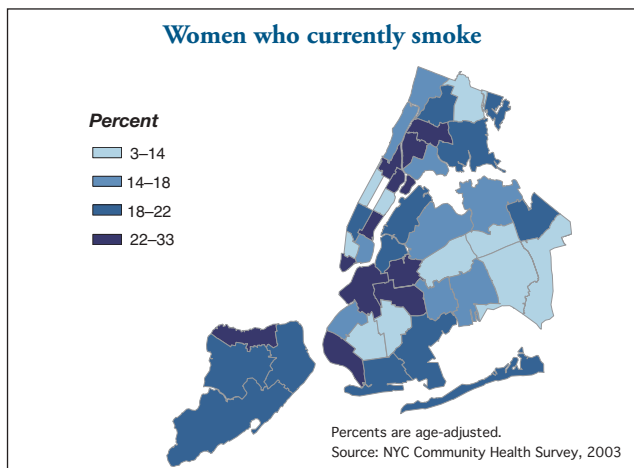 Women who currently smoke
Percent
3–14
14–18
18–22
22–33
Percents are age-adjusted.
Source: NYC Community Health Survey, 2003